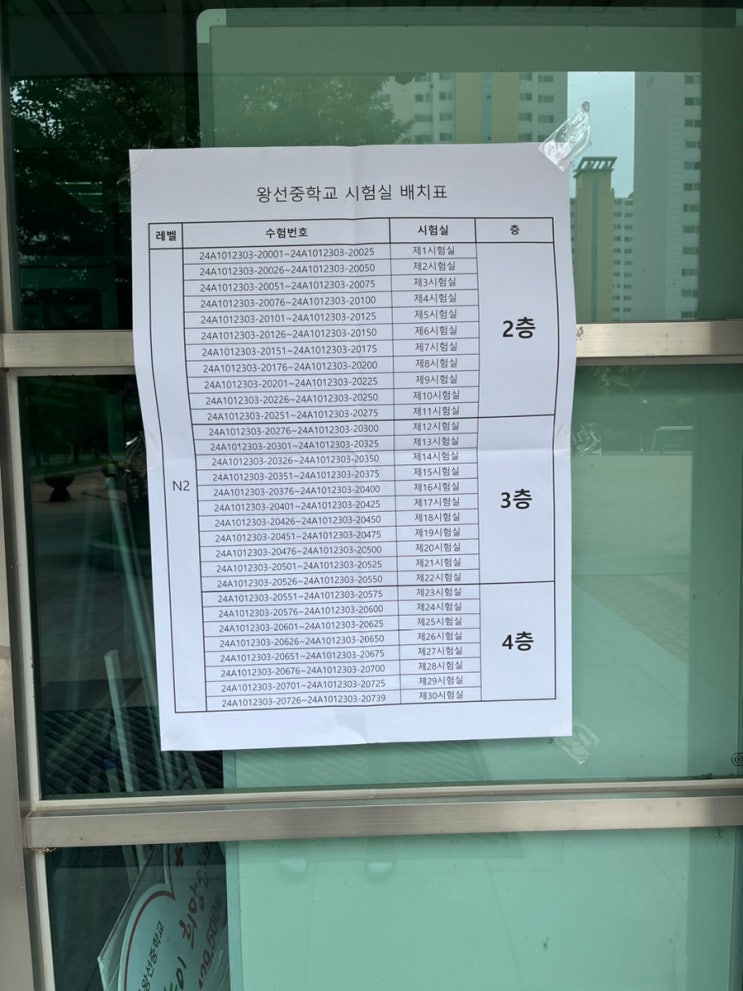 왕선중학교 시험실 배치표
레벨 수험번호 시험실 층
24A1012303-20001~24A1012303-20025 제1시험실
24A1012303-20026~24A1012303-20050 제2시험실
24A1012303-20051~24A1012303-20075 제3시험실
24A1012303-20076~24A1012303-20100 제4시험실
24A1012303-20101~24A1012303-20125 제5시험실
24A1012303-20126~24A1012303-20150 제6시험실 2층
24A1012303-20151~24A1012303-20175 제7시험실
24A1012303-20176~24A1012303-20200 제8시험실
24A1012303-20201~24A1012303-20225 제9시험실
24A1012303-20226~24A1012303-20250 제10시험실
24A1012303-20251~24A1012303-20275 제11시험실
24A1012303-20276~24A1012303-20300 제12시험실
24A1012303-20301~24A1012303-20325 제13시험실
24A1012303-20326~24A1012303-20350 제14시험실
24A1012303-20351~24A1012303-20375 제15시험실
N2 24A1012303-20376~24A1012303-20400 제16시험실
24A1012303-20401~24A1012303-20425 제17시험실 3층
24A1012303-20426~24A1012303-20450 제18시험실
24A1012303-20451~24A1012303-20475 제19시험실
24A1012303-20476~24A1012303-20500 제20시험실
24A1012303-20501~24A1012303-20525 제21시험실
24A1012303-20526~24A1012303-20550 제22시험실
24A1012303-20551~24A1012303-20575 제23시험실
24A1012303-20576~24A1012303-20600 제24시험실
24A1012303-20601~24A1012303-20625 제25시험실
24A1012303-20626~24A1012303-20650 제26시험실 4층
24A1012303-20651~24A1012303-20675 제27시험실
24A1012303-20676~24A1012303-20700 제28시험실
24A1012303-20701~24A1012303-20725 제29시험실
24A1012303-20726~24A1012303-20739 제30시험실
왕선중학교